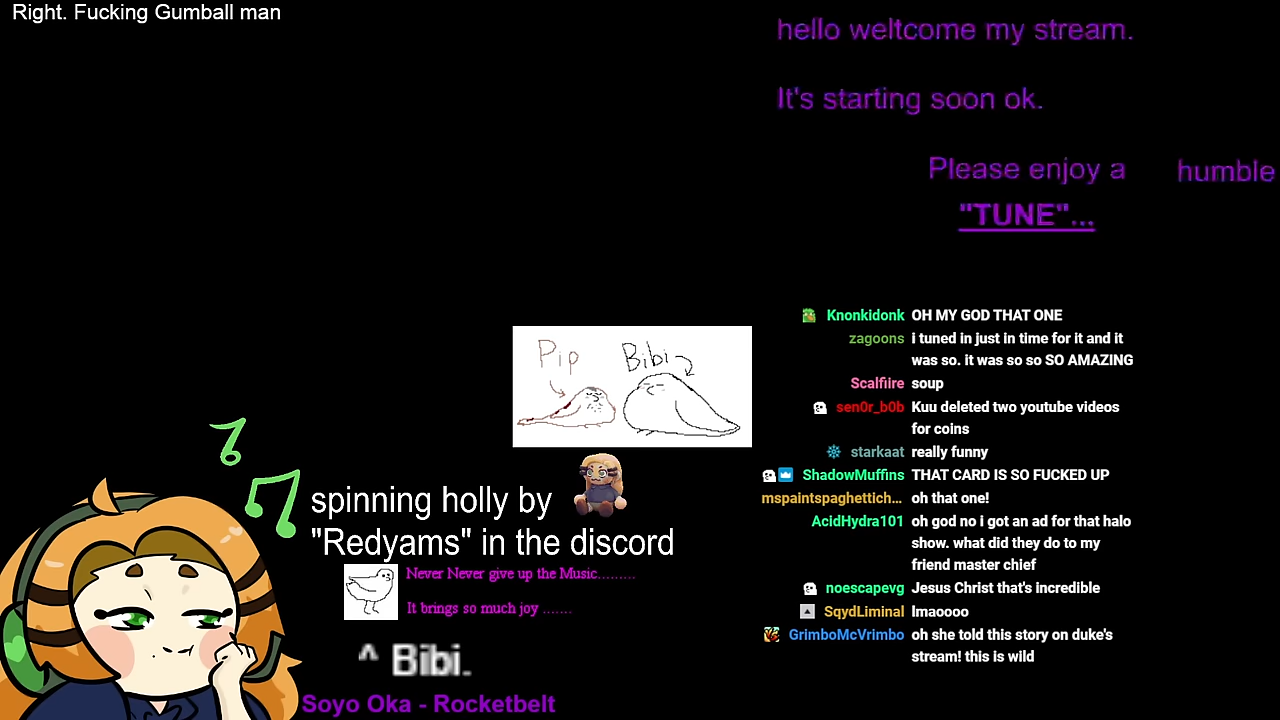 Right. Fucking Gumball man
hello weltcome my stream.
It's starting soon ok.
Please enjoy a humble
"TUNE"...
Knonkidonk OH MY GOD THAT ONE
zagoons i tuned in just in time for it and it
was so. it was so so SO AMAZING
Scalfiire soup
sen0r_b0b Kuu deleted two youtube videos
for coins
starkaat really funny
ShadowMuffins THAT CARD IS SO FUCKED UP
mspaintspaghettich... oh that one!
AcidHydra101 oh god no i got an ad for that halo
show. what did they do to my
friend master chief
noescapevg Jesus Christ that's incredible
SqydLiminal lmaoooo
GrimboMcVrimbo oh she told this story on duke's
stream! this is wild
Pip Bibi
spinning holly by
"Redyams" in the discord
Never Never give up the Music.........
It brings so much joy .......
^ Bibi.
Soyo Oka - Rocketbelt